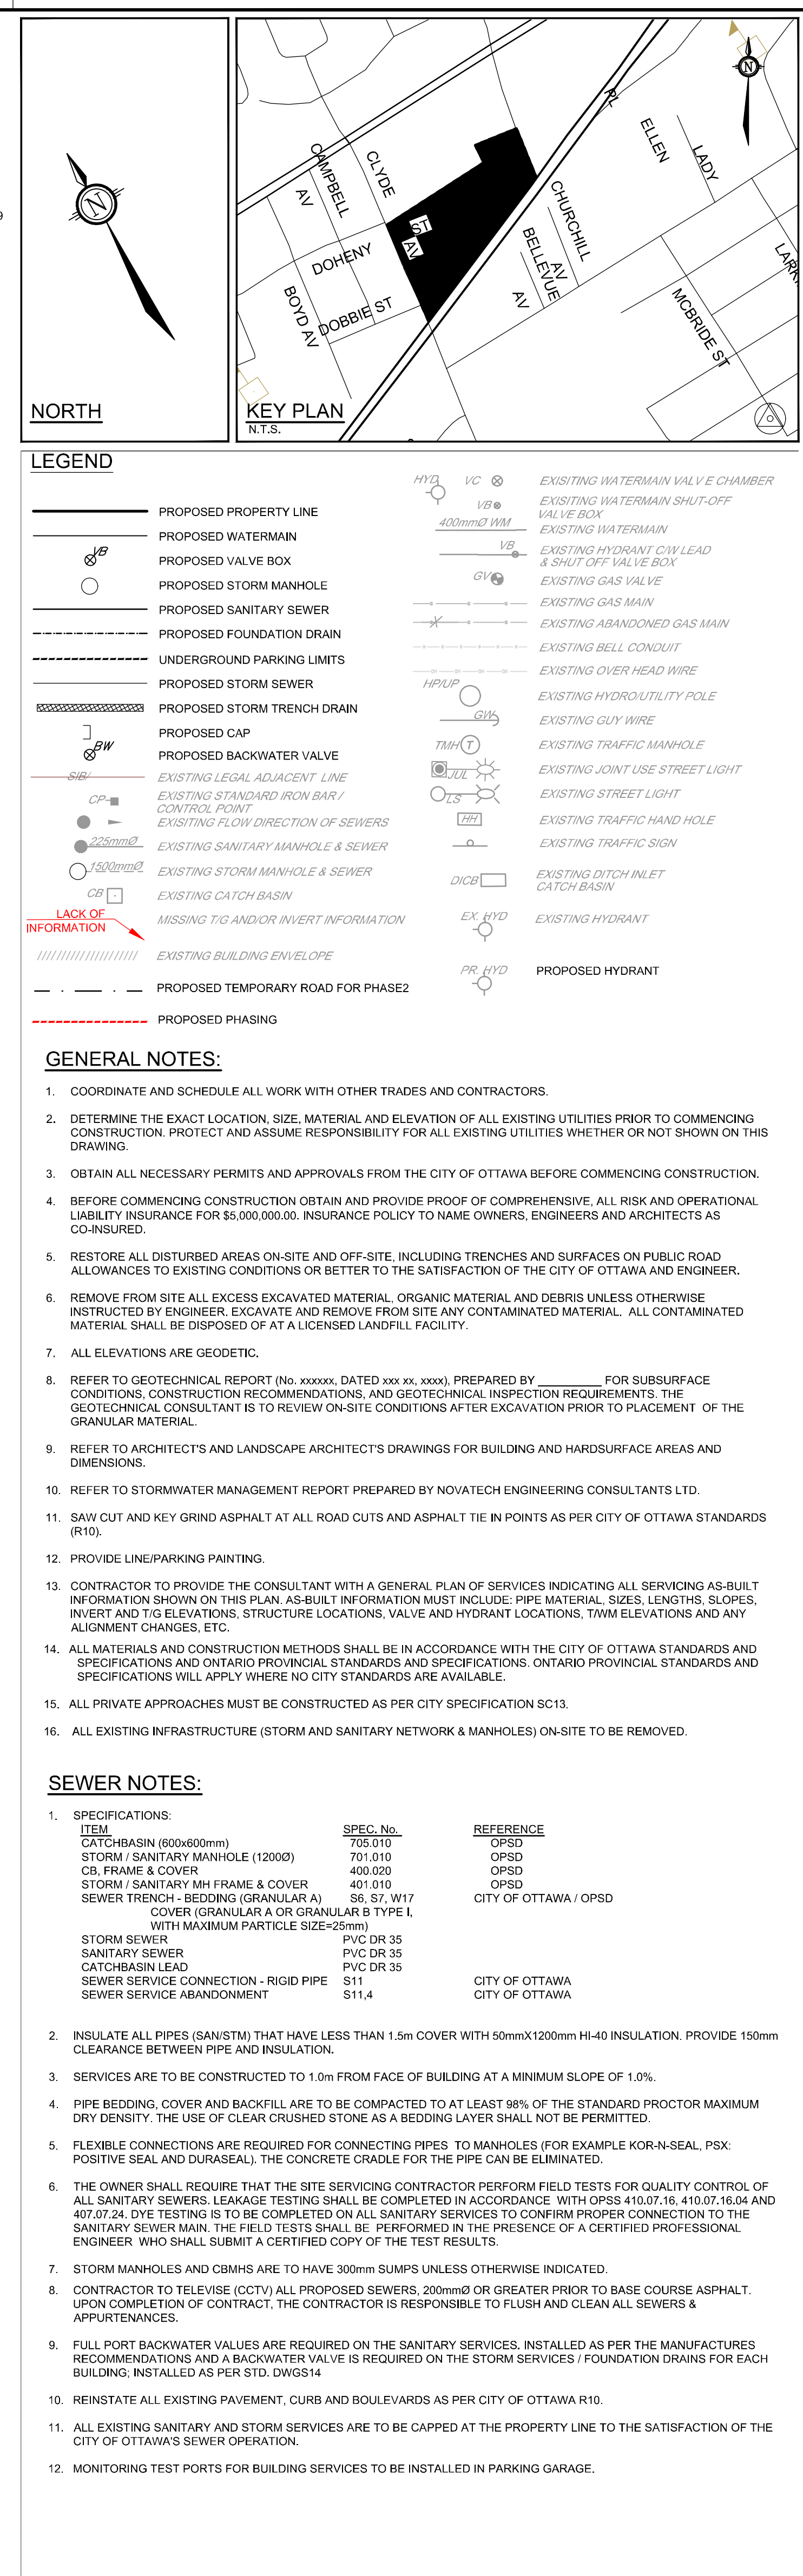 9
N
NORTH
N
PL
ELLEN
LADY
CLYDE
CAMPBELL
AV
CHURCHILL
AV
ST
AV
DOHENY
BELLEVUE
AV
BOYD AV
DOBBIE ST
MCBRIDE ST
KEY PLAN
N.T.S.
LEGEND
PROPOSED PROPERTY LINE
PROPOSED WATERMAIN
VB
PROPOSED VALVE BOX
PROPOSED STORM MANHOLE
PROPOSED SANITARY SEWER
PROPOSED FOUNDATION DRAIN
UNDERGROUND PARKING LIMITS
PROPOSED STORM SEWER
PROPOSED STORM TRENCH DRAIN
PROPOSED CAP
BW
PROPOSED BACKWATER VALVE
SIB/
EXISTING LEGAL ADJACENT LINE
CP
EXISTING STANDARD IRON BAR /
CONTROL POINT
EXISITING FLOW DIRECTION OF SEWERS
225mmØ
EXISTING SANITARY MANHOLE & SEWER
1500mmØ
EXISTING STORM MANHOLE & SEWER
CB
EXISTING CATCH BASIN
LACK OF
INFORMATION
MISSING T/G AND/OR INVERT INFORMATION
EXISTING BUILDING ENVELOPE
PROPOSED TEMPORARY ROAD FOR PHASE2
PROPOSED PHASING
HYD VC
EXISITING WATERMAIN VALV E CHAMBER
VB
EXISITING WATERMAIN SHUT-OFF
VALVE BOX
400mmØ WM
EXISTING WATERMAIN
VB
EXISTING HYDRANT C/W LEAD
& SHUT OFF VALVE BOX
GV
EXISTING GAS VALVE
EXISTING GAS MAIN
EXISTING ABANDONED GAS MAIN
EXISTING BELL CONDUIT
EXISTING OVER HEAD WIRE
HP/UP
EXISTING HYDRO/UTILITY POLE
GW
EXISTING GUY WIRE
TMH T
EXISTING TRAFFIC MANHOLE
JUL
EXISTING JOINT USE STREET LIGHT
LS
EXISTING STREET LIGHT
HH
EXISTING TRAFFIC HAND HOLE
EXISTING TRAFFIC SIGN
DICB
EXISTING DITCH INLET
CATCH BASIN
EX. HYD
EXISTING HYDRANT
PR. HYD
PROPOSED HYDRANT
GENERAL NOTES:
1. COORDINATE AND SCHEDULE ALL WORK WITH OTHER TRADES AND CONTRACTORS.
2. DETERMINE THE EXACT LOCATION, SIZE, MATERIAL AND ELEVATION OF ALL EXISTING UTILITIES PRIOR TO COMMENCING
CONSTRUCTION. PROTECT AND ASSUME RESPONSIBILITY FOR ALL EXISTING UTILITIES WHETHER OR NOT SHOWN ON THIS
DRAWING.
3. OBTAIN ALL NECESSARY PERMITS AND APPROVALS FROM THE CITY OF OTTAWA BEFORE COMMENCING CONSTRUCTION.
4. BEFORE COMMENCING CONSTRUCTION OBTAIN AND PROVIDE PROOF OF COMPREHENSIVE, ALL RISK AND OPERATIONAL
LIABILITY INSURANCE FOR $5,000,000.00. INSURANCE POLICY TO NAME OWNERS, ENGINEERS AND ARCHITECTS AS
CO-INSURED.
5. RESTORE ALL DISTURBED AREAS ON-SITE AND OFF-SITE, INCLUDING TRENCHES AND SURFACES ON PUBLIC ROAD
ALLOWANCES TO EXISTING CONDITIONS OR BETTER TO THE SATISFACTION OF THE CITY OF OTTAWA AND ENGINEER.
6. REMOVE FROM SITE ALL EXCESS EXCAVATED MATERIAL, ORGANIC MATERIAL AND DEBRIS UNLESS OTHERWISE
INSTRUCTED BY ENGINEER. EXCAVATE AND REMOVE FROM SITE ANY CONTAMINATED MATERIAL. ALL CONTAMINATED
MATERIAL SHALL BE DISPOSED OF AT A LICENSED LANDFILL FACILITY.
7. ALL ELEVATIONS ARE GEODETIC.
8. REFER TO GEOTECHNICAL REPORT (No. xxxxxx, DATED xxx xx, xxxx), PREPARED BY __________ FOR SUBSURFACE
CONDITIONS, CONSTRUCTION RECOMMENDATIONS, AND GEOTECHNICAL INSPECTION REQUIREMENTS. THE
GEOTECHNICAL CONSULTANT IS TO REVIEW ON-SITE CONDITIONS AFTER EXCAVATION PRIOR TO PLACEMENT OF THE
GRANULAR MATERIAL.
9. REFER TO ARCHITECT'S AND LANDSCAPE ARCHITECT'S DRAWINGS FOR BUILDING AND HARDSURFACE AREAS AND
DIMENSIONS.
10. REFER TO STORMWATER MANAGEMENT REPORT PREPARED BY NOVATECH ENGINEERING CONSULTANTS LTD.
11. SAW CUT AND KEY GRIND ASPHALT AT ALL ROAD CUTS AND ASPHALT TIE IN POINTS AS PER CITY OF OTTAWA STANDARDS
(R10).
12. PROVIDE LINE/PARKING PAINTING.
13. CONTRACTOR TO PROVIDE THE CONSULTANT WITH A GENERAL PLAN OF SERVICES INDICATING ALL SERVICING AS-BUILT
INFORMATION SHOWN ON THIS PLAN. AS-BUILT INFORMATION MUST INCLUDE: PIPE MATERIAL, SIZES, LENGTHS, SLOPES,
INVERT AND T/G ELEVATIONS, STRUCTURE LOCATIONS, VALVE AND HYDRANT LOCATIONS, T/WM ELEVATIONS AND ANY
ALIGNMENT CHANGES, ETC.
14. ALL MATERIALS AND CONSTRUCTION METHODS SHALL BE IN ACCORDANCE WITH THE CITY OF OTTAWA STANDARDS AND
SPECIFICATIONS AND ONTARIO PROVINCIAL STANDARDS AND SPECIFICATIONS. ONTARIO PROVINCIAL STANDARDS AND
SPECIFICATIONS WILL APPLY WHERE NO CITY STANDARDS ARE AVAILABLE.
15. ALL PRIVATE APPROACHES MUST BE CONSTRUCTED AS PER CITY SPECIFICATION SC13.
16. ALL EXISTING INFRASTRUCTURE (STORM AND SANITARY NETWORK & MANHOLES) ON-SITE TO BE REMOVED.
SEWER NOTES:
1. SPECIFICATIONS:
ITEM SPEC. No. REFERENCE
CATCHBASIN (600x600mm) 705.010 OPSD
STORM / SANITARY MANHOLE (1200Ø) 701.010 OPSD
CB, FRAME & COVER 400.020 OPSD
STORM / SANITARY MH FRAME & COVER 401.010 OPSD
SEWER TRENCH - BEDDING (GRANULAR A) S6, S7, W17 CITY OF OTTAWA / OPSD
COVER (GRANULAR A OR GRANULAR B TYPE I,
WITH MAXIMUM PARTICLE SIZE=25mm)
STORM SEWER PVC DR 35
SANITARY SEWER PVC DR 35
CATCHBASIN LEAD PVC DR 35
SEWER SERVICE CONNECTION - RIGID PIPE S11 CITY OF OTTAWA
SEWER SERVICE ABANDONMENT S11,4 CITY OF OTTAWA
2. INSULATE ALL PIPES (SAN/STM) THAT HAVE LESS THAN 1.5m COVER WITH 50mmX1200mm HI-40 INSULATION. PROVIDE 150mm
CLEARANCE BETWEEN PIPE AND INSULATION.
3. SERVICES ARE TO BE CONSTRUCTED TO 1.0m FROM FACE OF BUILDING AT A MINIMUM SLOPE OF 1.0%.
4. PIPE BEDDING, COVER AND BACKFILL ARE TO BE COMPACTED TO AT LEAST 98% OF THE STANDARD PROCTOR MAXIMUM
DRY DENSITY. THE USE OF CLEAR CRUSHED STONE AS A BEDDING LAYER SHALL NOT BE PERMITTED.
5. FLEXIBLE CONNECTIONS ARE REQUIRED FOR CONNECTING PIPES TO MANHOLES (FOR EXAMPLE KOR-N-SEAL, PSX:
POSITIVE SEAL AND DURASEAL). THE CONCRETE CRADLE FOR THE PIPE CAN BE ELIMINATED.
6. THE OWNER SHALL REQUIRE THAT THE SITE SERVICING CONTRACTOR PERFORM FIELD TESTS FOR QUALITY CONTROL OF
ALL SANITARY SEWERS. LEAKAGE TESTING SHALL BE COMPLETED IN ACCORDANCE WITH OPSS 410.07.16, 410.07.16.04 AND
407.07.24. DYE TESTING IS TO BE COMPLETED ON ALL SANITARY SERVICES TO CONFIRM PROPER CONNECTION TO THE
SANITARY SEWER MAIN. THE FIELD TESTS SHALL BE PERFORMED IN THE PRESENCE OF A CERTIFIED PROFESSIONAL
ENGINEER WHO SHALL SUBMIT A CERTIFIED COPY OF THE TEST RESULTS.
7. STORM MANHOLES AND CBMHS ARE TO HAVE 300mm SUMPS UNLESS OTHERWISE INDICATED.
8. CONTRACTOR TO TELEVISE (CCTV) ALL PROPOSED SEWERS, 200mmØ OR GREATER PRIOR TO BASE COURSE ASPHALT.
UPON COMPLETION OF CONTRACT, THE CONTRACTOR IS RESPONSIBLE TO FLUSH AND CLEAN ALL SEWERS &
APPURTENANCES.
9. FULL PORT BACKWATER VALUES ARE REQUIRED ON THE SANITARY SERVICES. INSTALLED AS PER THE MANUFACTURES
RECOMMENDATIONS AND A BACKWATER VALVE IS REQUIRED ON THE STORM SERVICES / FOUNDATION DRAINS FOR EACH
BUILDING; INSTALLED AS PER STD. DWGS14
10. REINSTATE ALL EXISTING PAVEMENT, CURB AND BOULEVARDS AS PER CITY OF OTTAWA R10.
11. ALL EXISTING SANITARY AND STORM SERVICES ARE TO BE CAPPED AT THE PROPERTY LINE TO THE SATISFACTION OF THE
CITY OF OTTAWA'S SEWER OPERATION.
12. MONITORING TEST PORTS FOR BUILDING SERVICES TO BE INSTALLED IN PARKING GARAGE.